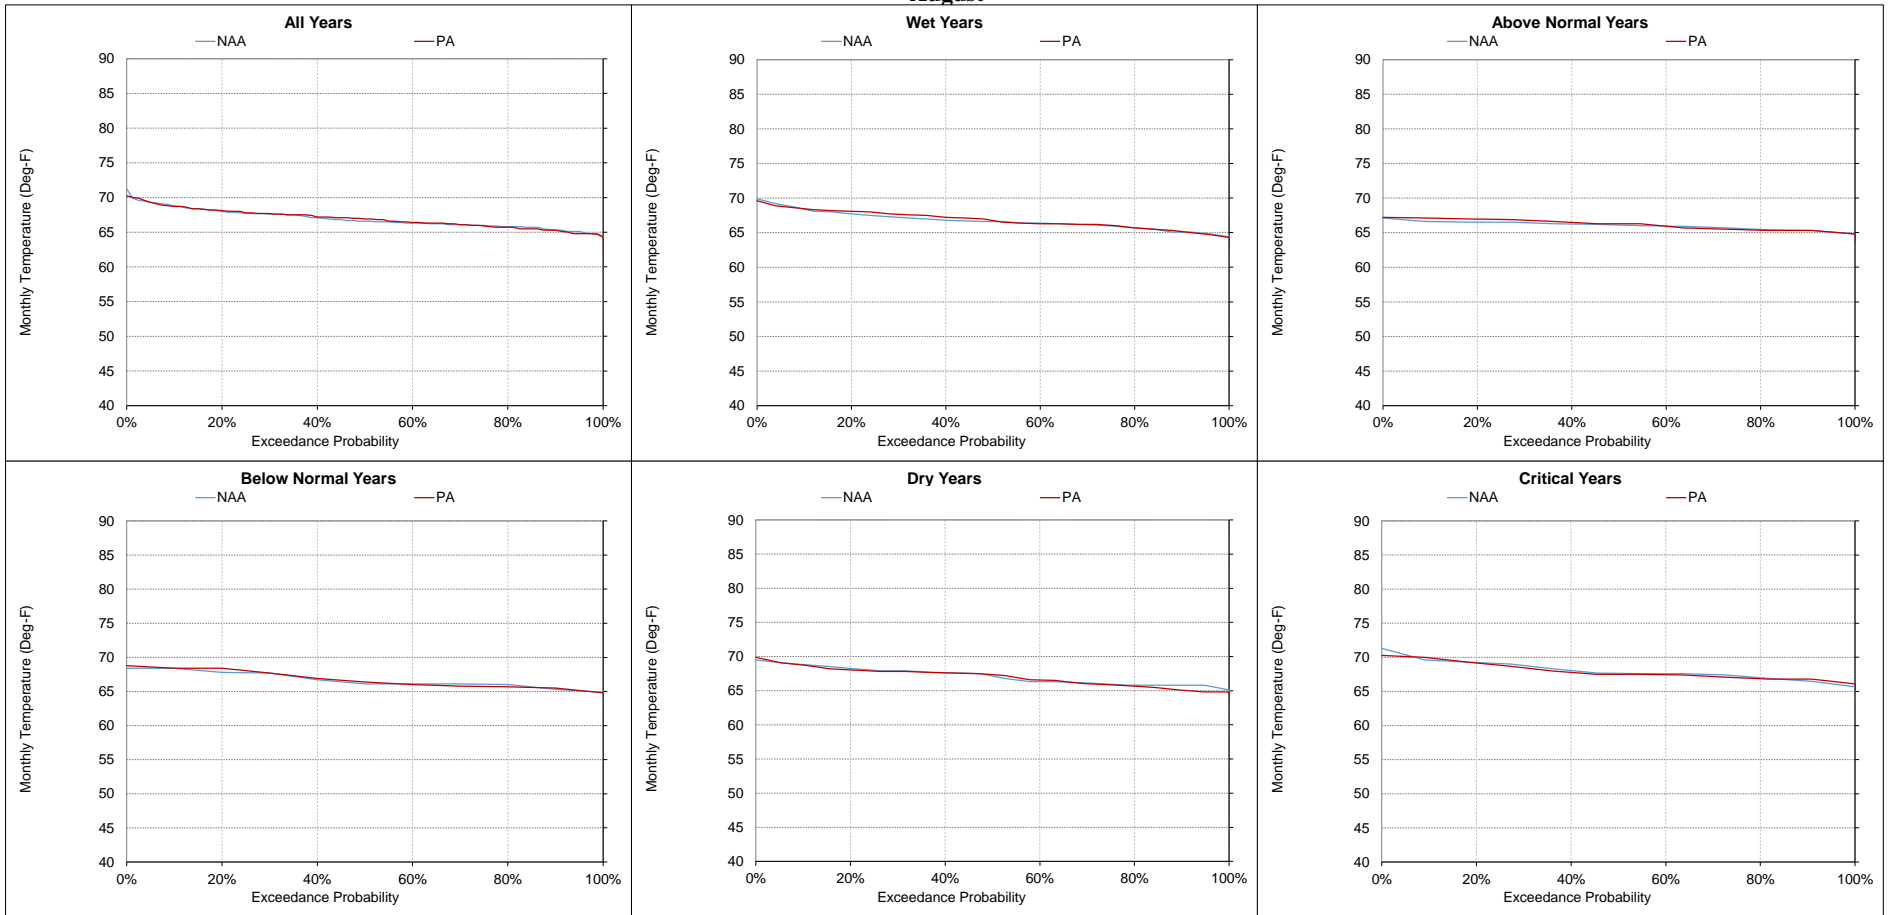 August
All Years
NAA PA
90
85
80
75
70
65
60
55
50
45
40
Monthly Temperature (Deg-F)
0% 20% 40% 60% 80% 100%
Exceedance Probability
Wet Years
NAA PA
90
85
80
75
70
65
60
55
50
45
40
Monthly Temperature (Deg-F)
0% 20% 40% 60% 80% 100%
Exceedance Probability
Above Normal Years
NAA PA
90
85
80
75
70
65
60
55
50
45
40
Monthly Temperature (Deg-F)
0% 20% 40% 60% 80% 100%
Exceedance Probability
Below Normal Years
NAA PA
90
85
80
75
70
65
60
55
50
45
40
Monthly Temperature (Deg-F)
0% 20% 40% 60% 80% 100%
Exceedance Probability
Dry Years
NAA PA
90
85
80
75
70
65
60
55
50
45
40
Monthly Temperature (Deg-F)
0% 20% 40% 60% 80% 100%
Exceedance Probability
Critical Years
NAA PA
90
85
80
75
70
65
60
55
50
45
40
Monthly Temperature (Deg-F)
0% 20% 40% 60% 80% 100%
Exceedance Probability